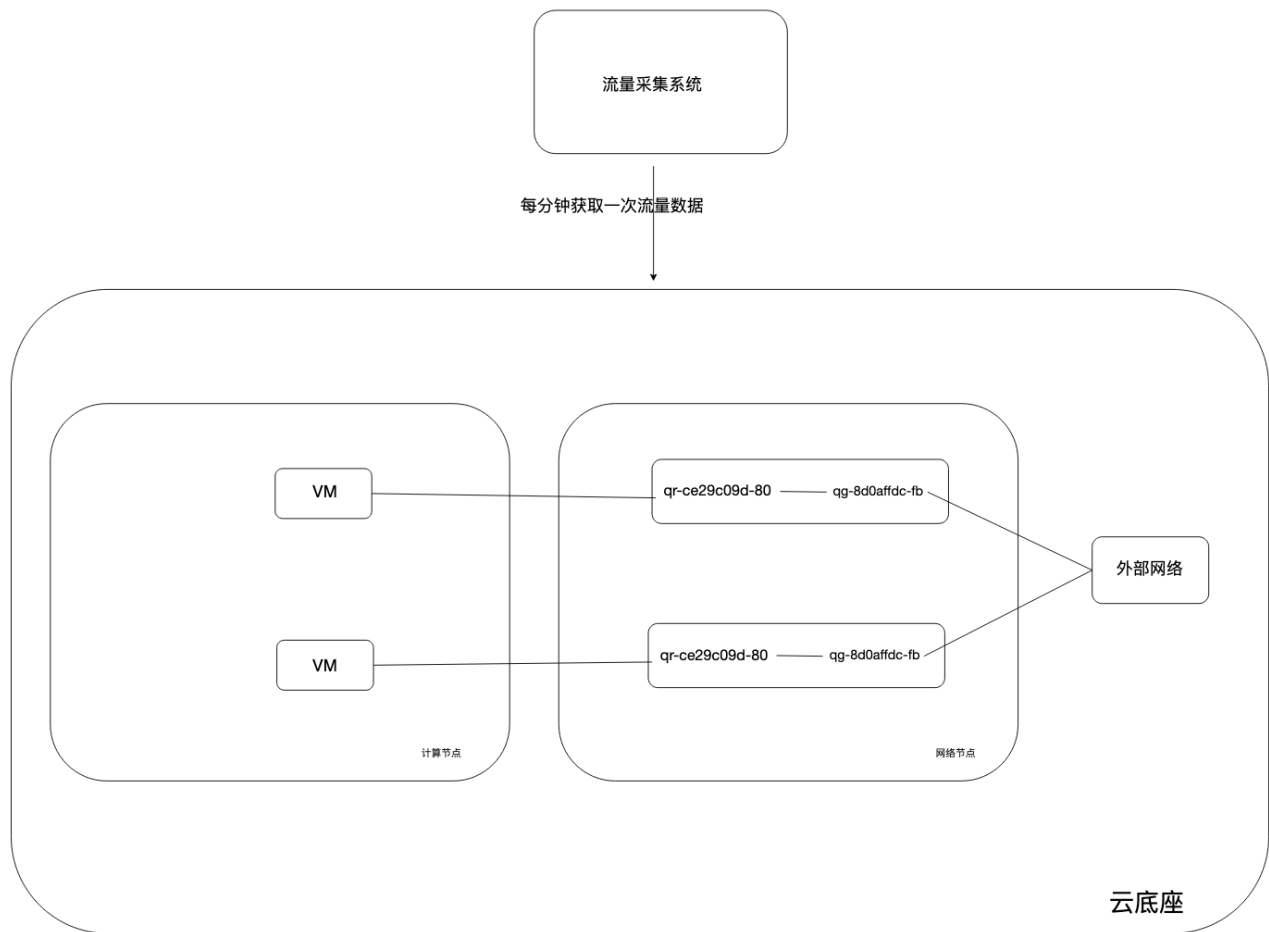 流量采集系统
每分钟获取一次流量数据
VM
qr-ce29c09d-80
qg-8d0affdc-fb
外部网络
VM
qr-ce29c09d-80
qg-8d0affdc-fb
计算节点
网络节点
云底座